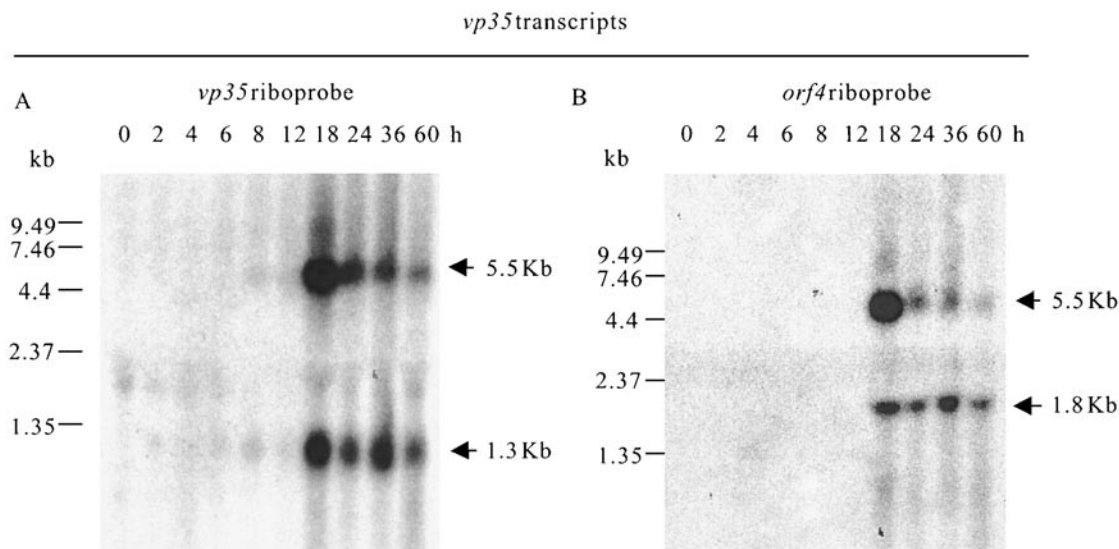 vp35 transcripts
A
vp35 riboprobe
0 2 4 6 8 12 18 24 36 60 h
kb
9.49
7.46
4.4
2.37
1.35
5.5 Kb
1.3 Kb
B
orf4 riboprobe
0 2 4 6 8 12 18 24 36 60 h
kb
9.49
7.46
4.4
2.37
1.35
5.5 Kb
1.8 Kb